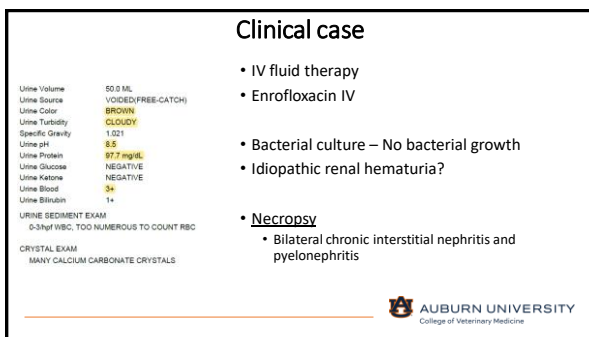 Clinical case
Urine Volume 50.0 ML
Urine Source VOIDED(FREE-CATCH)
Urine Color BROWN
Urine Turbidity CLOUDY
Specific Gravity 1.021
Urine pH 8.5
Urine Protein 97.7 mg/dL
Urine Glucose NEGATIVE
Urine Ketone NEGATIVE
Urine Blood 3+
Urine Bilirubin 1+
URINE SEDIMENT EXAM
0-3/hpf WBC, TOO NUMEROUS TO COUNT RBC
CRYSTAL EXAM
MANY CALCIUM CARBONATE CRYSTALS
• IV fluid therapy
• Enrofloxacin IV
• Bacterial culture – No bacterial growth
• Idiopathic renal hematuria?
• Necropsy
• Bilateral chronic interstitial nephritis and
pyelonephritis
AUBURN UNIVERSITY
College of Veterinary Medicine